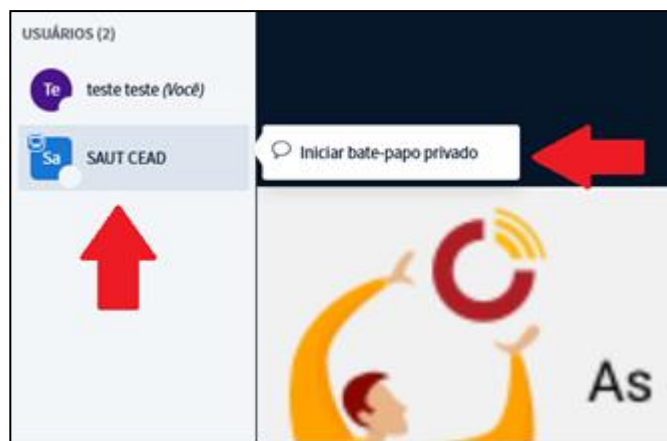 USUÁRIOS (2)
Te teste teste (Você)
Sa SAUT CEAD
Iniciar bate-papo privado
As